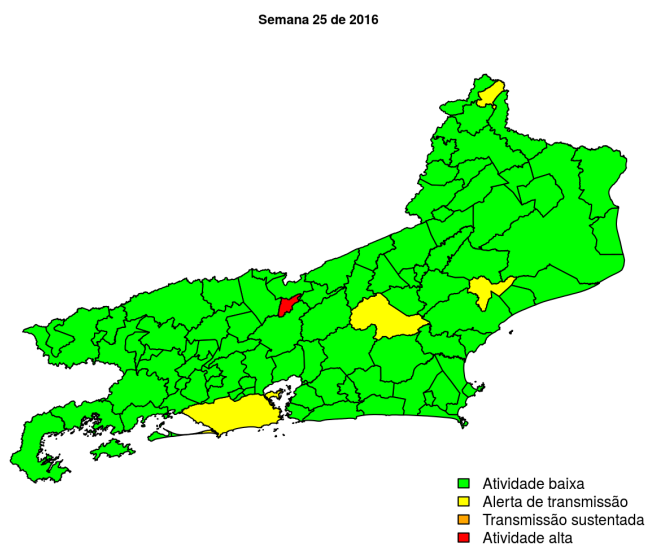 Semana 25 de 2016
Atividade baixa
Alerta de transmissão
Transmissão sustentada
Atividade alta